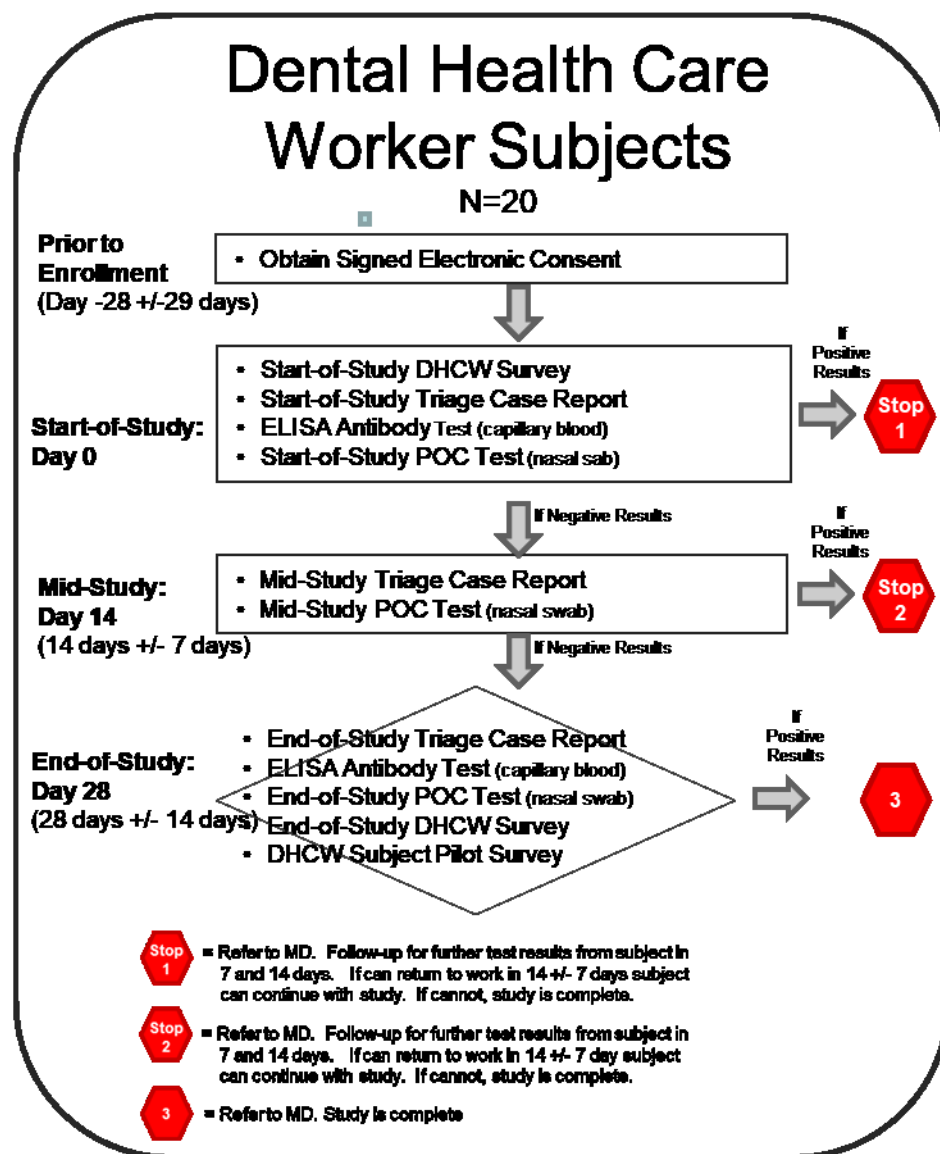 Dental Health Care
Worker Subjects
N=20
Prior to
Enrollment
(Day -28 +/-29 days)
• Obtain Signed Electronic Consent
If
Positive
Results
Start-of-Study:
Day 0
• Start-of-Study DHCW Survey
• Start-of-Study Triage Case Report
• ELISA Antibody Test (capillary blood)
• Start-of-Study POC Test (nasal sab)
Stop
1
If Negative Results
If
Positive
Results
Mid-Study:
Day 14
(14 days +/- 7 days)
• Mid-Study Triage Case Report
• Mid-Study POC Test (nasal swab)
Stop
2
If Negative Results
If
Positive
Results
End-of-Study:
Day 28
(28 days +/- 14 days)
• End-of-Study Triage Case Report
• ELISA Antibody Test (capillary blood)
• End-of-Study POC Test (nasal swab)
• End-of-Study DHCW Survey
• DHCW Subject Pilot Survey
3
Stop
1
= Refer to MD. Follow-up for further test results from subject in
7 and 14 days. If can return to work in 14 +/- 7 days subject
can continue with study. If cannot, study is complete.
Stop
2
= Refer to MD. Follow-up for further test results from subject in
7 and 14 days. If can return to work in 14 +/- 7 day subject
can continue with study. If cannot, study is complete.
3
= Refer to MD. Study is complete